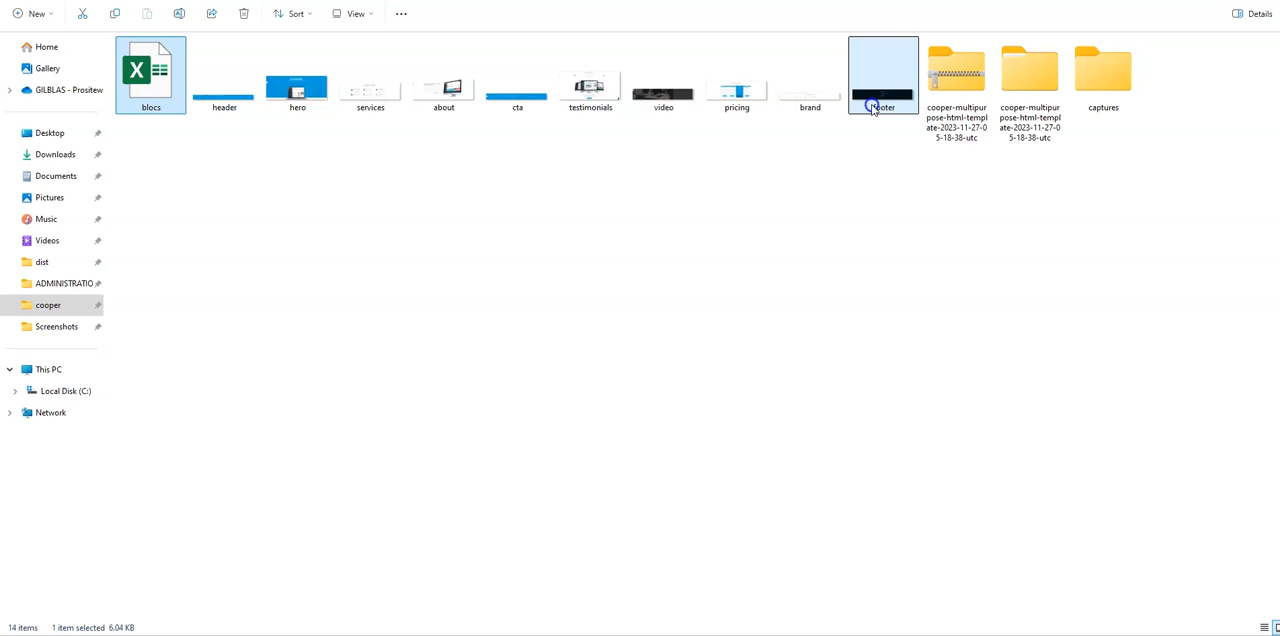 New
Sort
View
Details
Home
Gallery
GILBLAS - Prositew
Desktop
Downloads
Documents
Pictures
Music
Videos
dist
ADMINISTRATIO
cooper
Screenshots
This PC
Local Disk (C:)
Network
blocs
header
hero
services
about
cta
testimonials
video
pricing
brand
footer
cooper-multipur
pose-html-templ
ate-2023-11-27-0
5-18-38-utc
cooper-multipur
pose-html-templ
ate-2023-11-27-0
5-18-38-utc
captures
14 items
1 item selected 6.04 KB